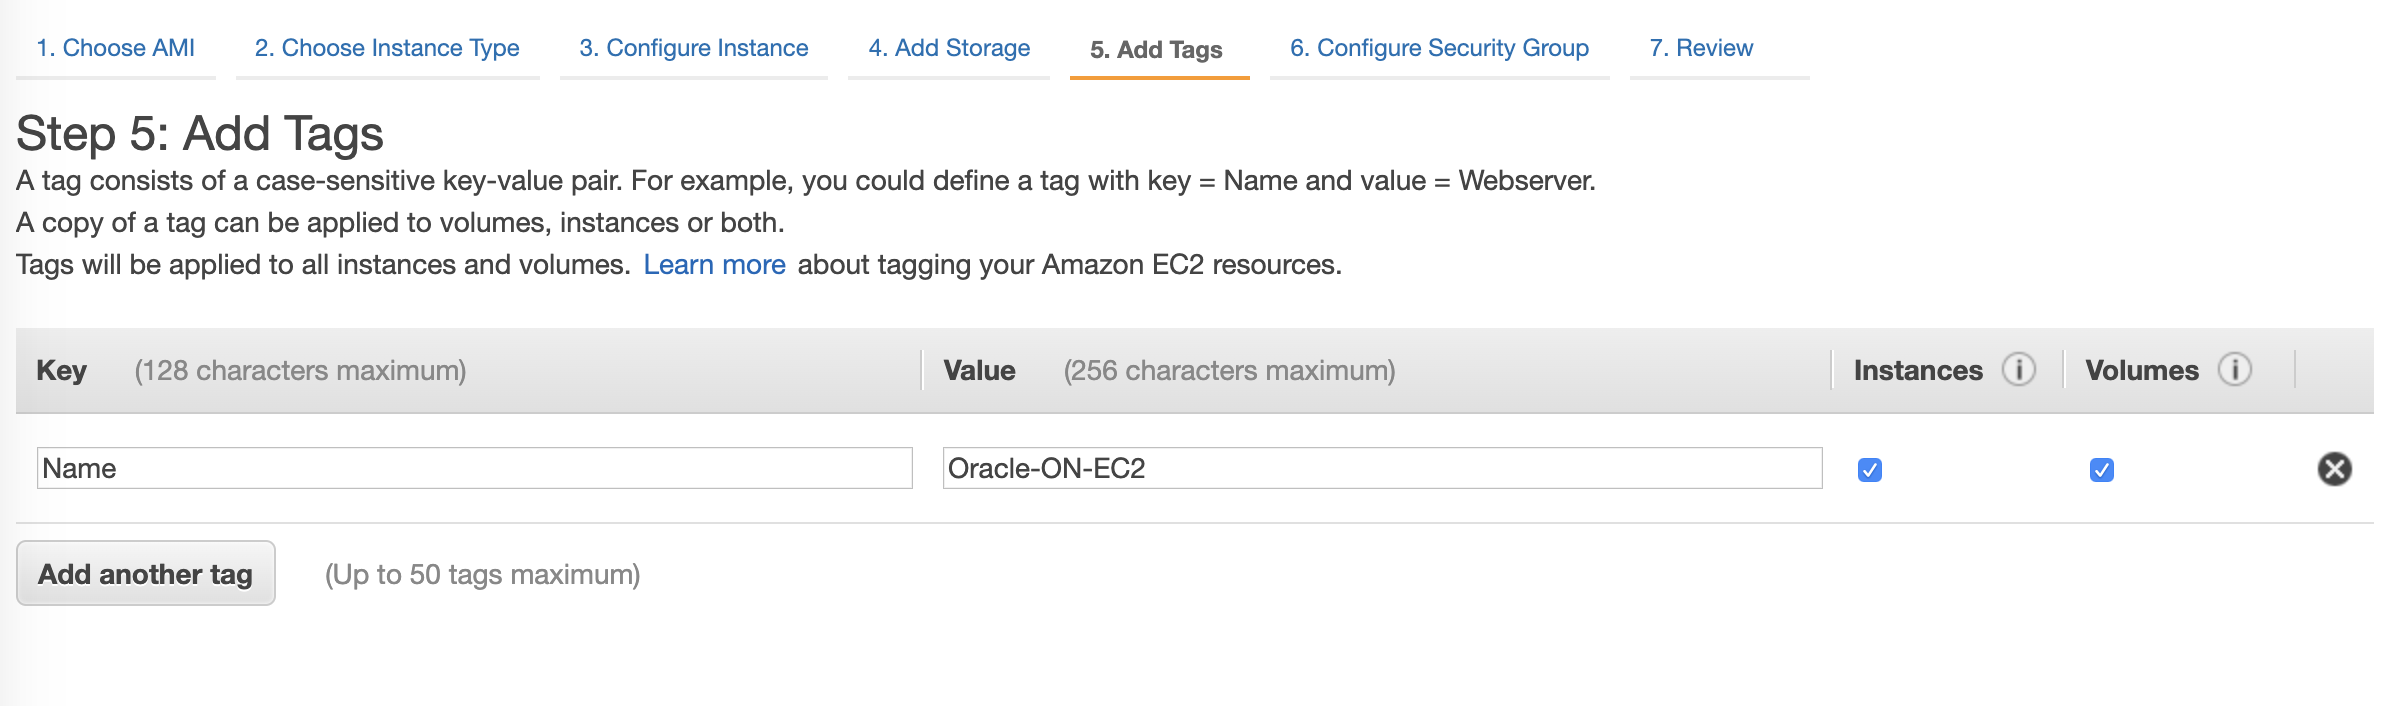 1. Choose AMI 2. Choose Instance Type 3. Configure Instance 4. Add Storage 5. Add Tags 6. Configure Security Group 7. Review
Step 5: Add Tags
A tag consists of a case-sensitive key-value pair. For example, you could define a tag with key = Name and value = Webserver.
A copy of a tag can be applied to volumes, instances or both.
Tags will be applied to all instances and volumes. Learn more about tagging your Amazon EC2 resources.
Key (128 characters maximum) Value (256 characters maximum) Instances i Volumes i
Name Oracle-ON-EC2
Add another tag (Up to 50 tags maximum)